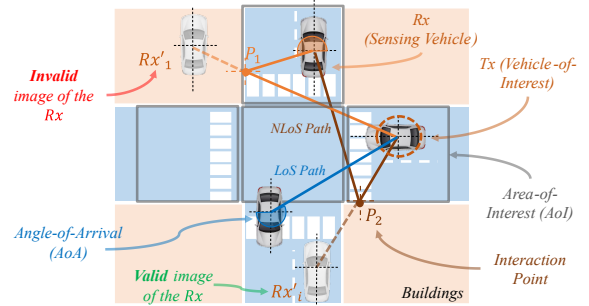 Rx'₁
P₁
Rx
(Sensing Vehicle)
Invalid
image of the
Rx
Tx (Vehicle-of-
Interest)
NLoS Path
LoS Path
Area-of-
Interest (AoI)
P₂
Angle-of-Arrival
(AoA)
Interaction
Point
Valid image
of the Rx
Rx'ᵢ
Buildings